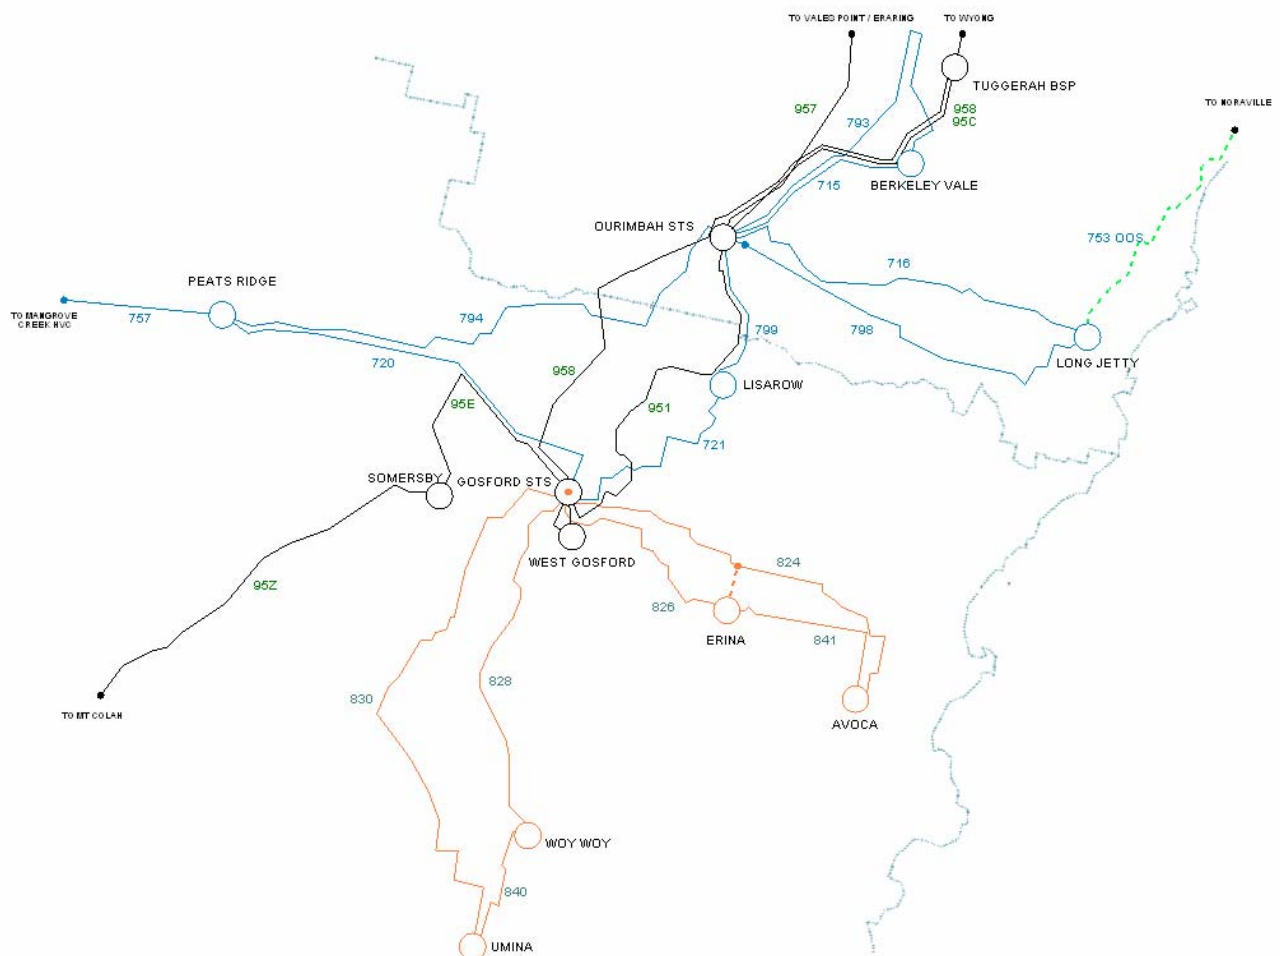 TO VALES POINT / ERARING
TO WYONG
TUGGERAH BSP
957
958
95C
793
TO NORAVILLE
715
BERKELEY VALE
OURIMBAH STS
753 OOS
716
PEATS RIDGE
TO MANGROVE
CREEK HVC
757
794
799
798
720
958
LONG JETTY
LISAROW
95E
951
721
SOMERSBY
GOSFORD STS
WEST GOSFORD
824
95Z
826
ERINA
841
828
830
AVOCA
TO MT COLAH
WOY WOY
840
UMINA